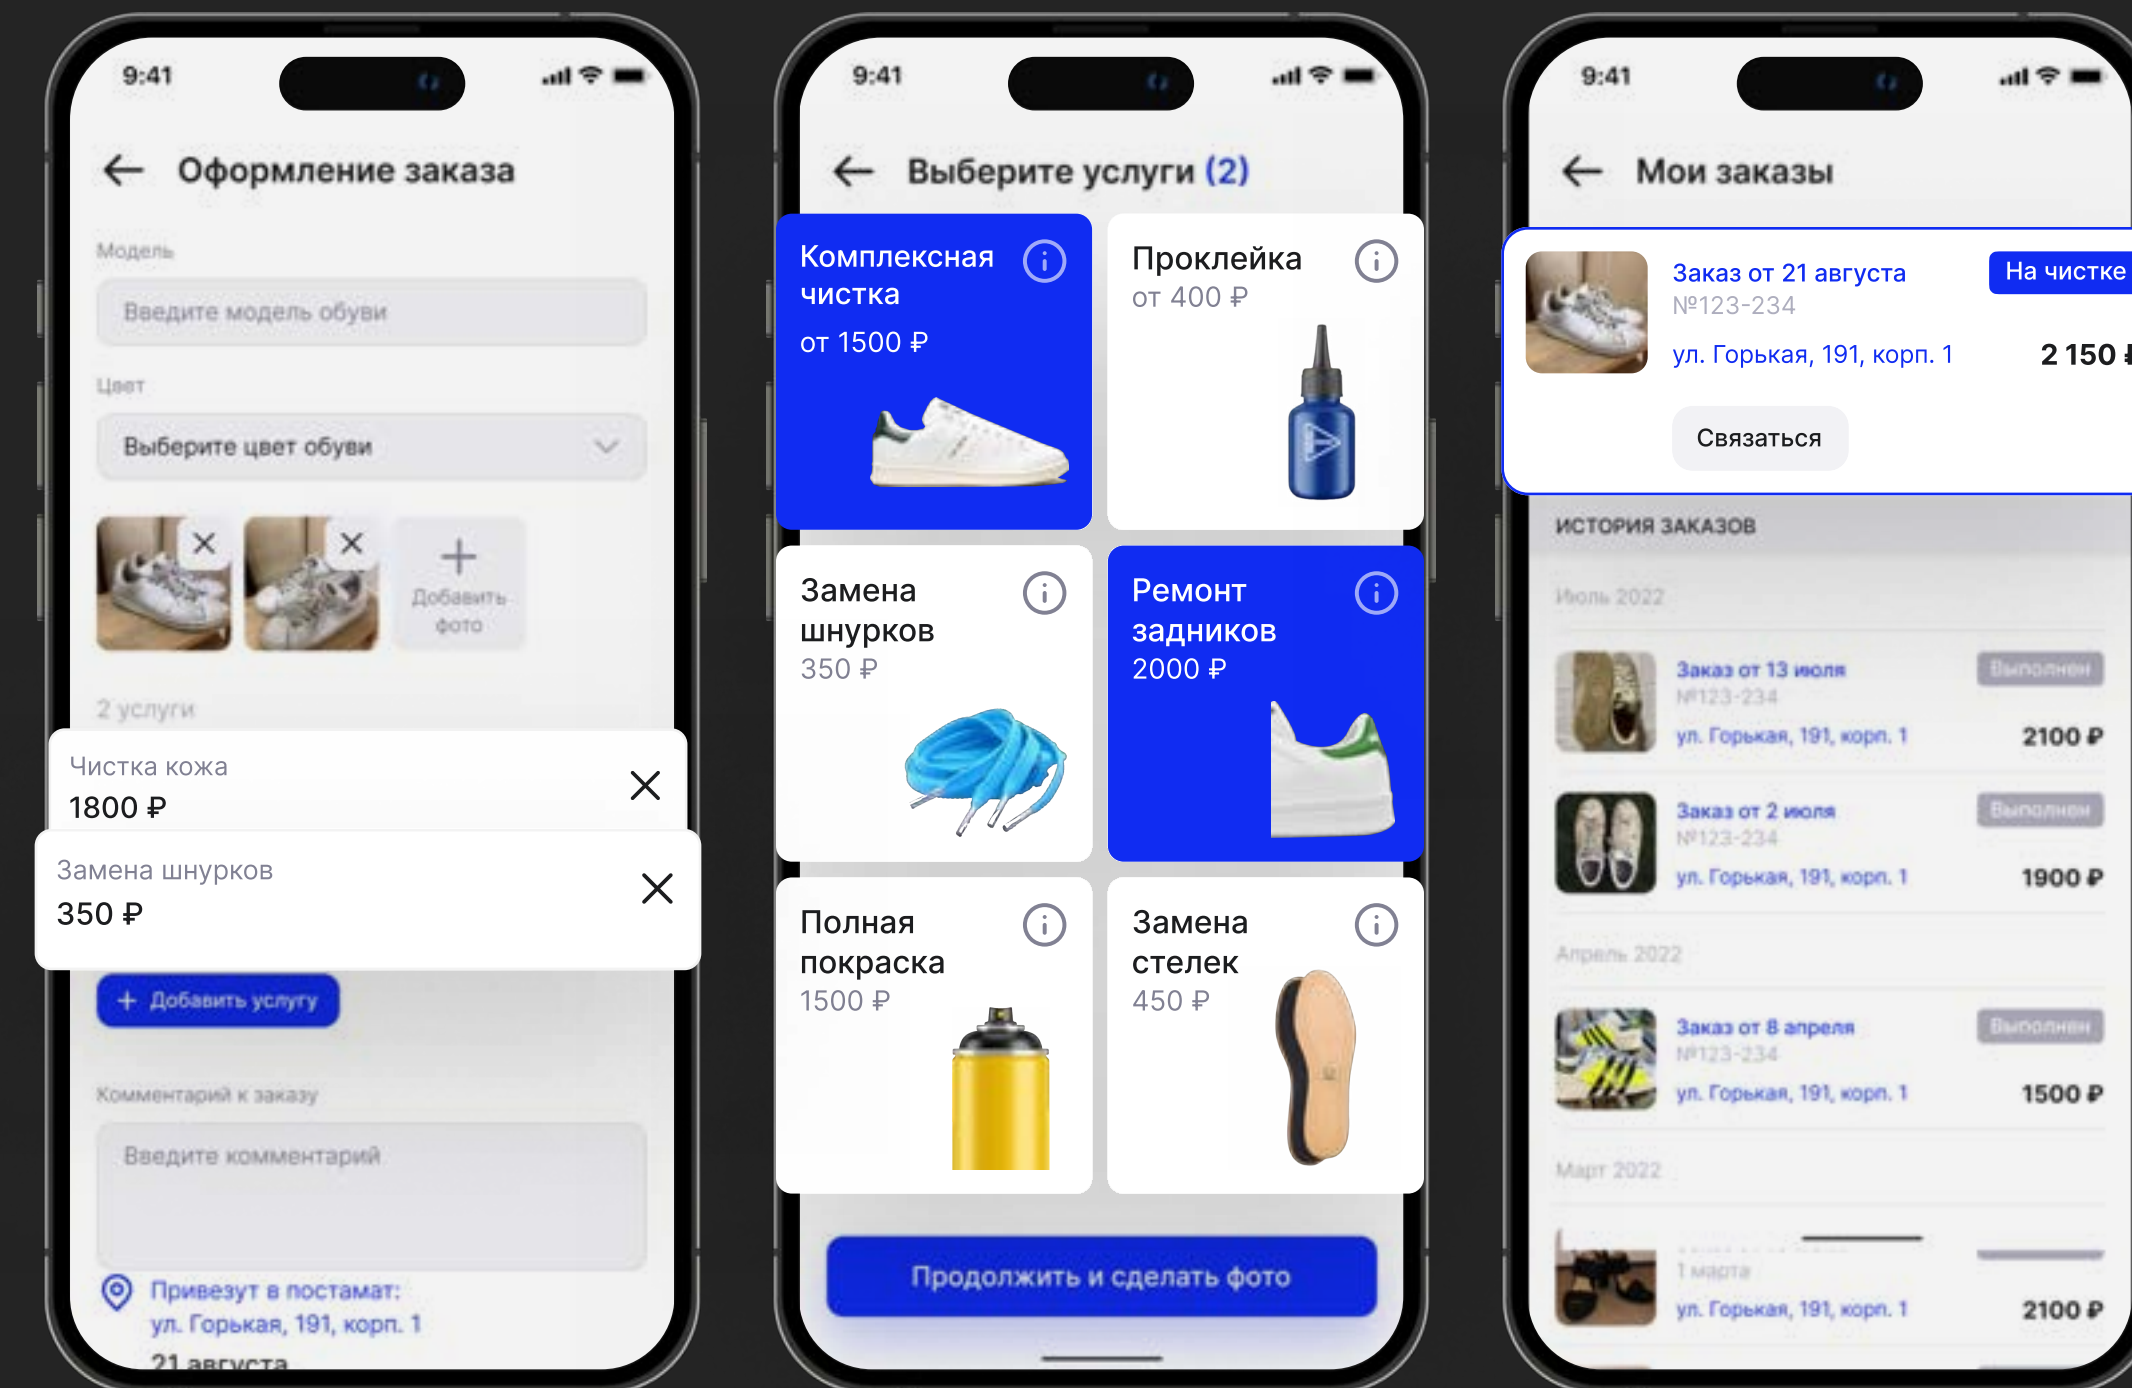 9:41
Оформление заказа
Модель
Введите модель обуви
Цвет
Выберите цвет обуви
Добавить
фото
2 услуги
Чистка кожа
1800 ₽
Замена шнурков
350 ₽
+ Добавить услугу
Комментарий к заказу
Введите комментарий
Привезут в постамат:
ул. Горькая, 191, корп. 1
21 августа
9:41
Выберите услуги (2)
Комплексная
чистка
от 1500 ₽
Проклейка
от 400 ₽
Замена
шнурков
350 ₽
Ремонт
задников
2000 ₽
Полная
покраска
1500 ₽
Замена
стелек
450 ₽
Продолжить и сделать фото
9:41
Мои заказы
Заказ от 21 августа
На чистке
№123-234
ул. Горькая, 191, корп. 1
2 150 ₽
Связаться
ИСТОРИЯ ЗАКАЗОВ
Июль 2022
Заказ от 13 июля
Выполнен
№123-234
ул. Горькая, 191, корп. 1
2100 ₽
Заказ от 2 июля
Выполнен
№123-234
ул. Горькая, 191, корп. 1
1900 ₽
Апрель 2022
Заказ от 8 апреля
Выполнен
№123-234
ул. Горькая, 191, корп. 1
1500 ₽
Март 2022
1 марта
ул. Горькая, 191, корп. 1
2100 ₽